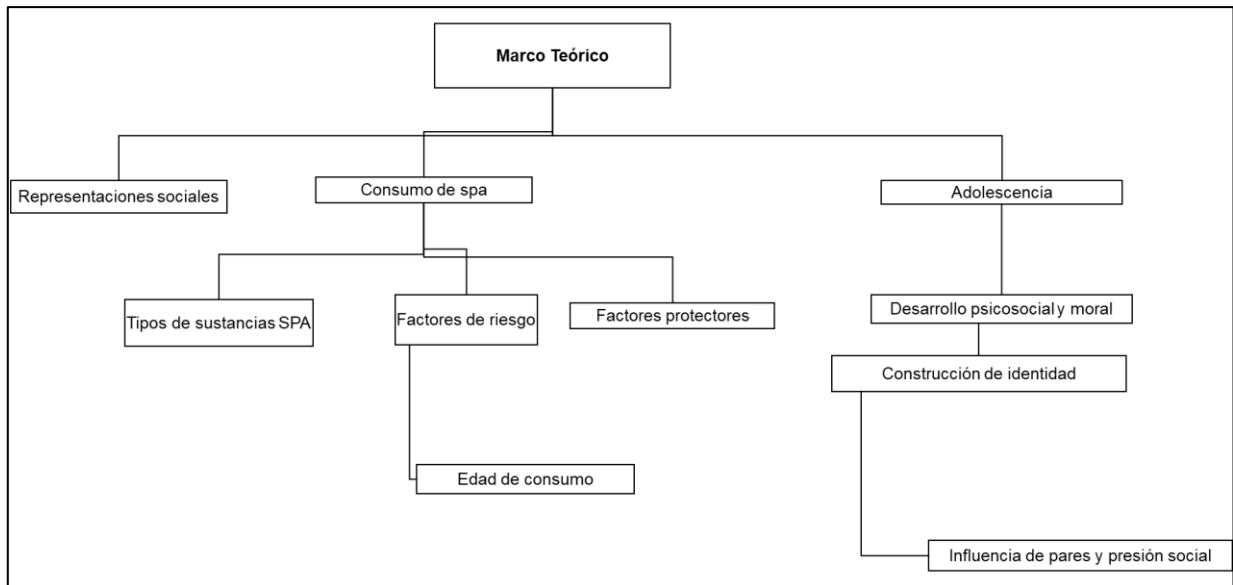 Marco Teórico
Representaciones sociales
Consumo de spa
Adolescencia
Tipos de sustancias SPA
Factores de riesgo
Factores protectores
Desarrollo psicosocial y moral
Construcción de identidad
Edad de consumo
Influencia de pares y presión social